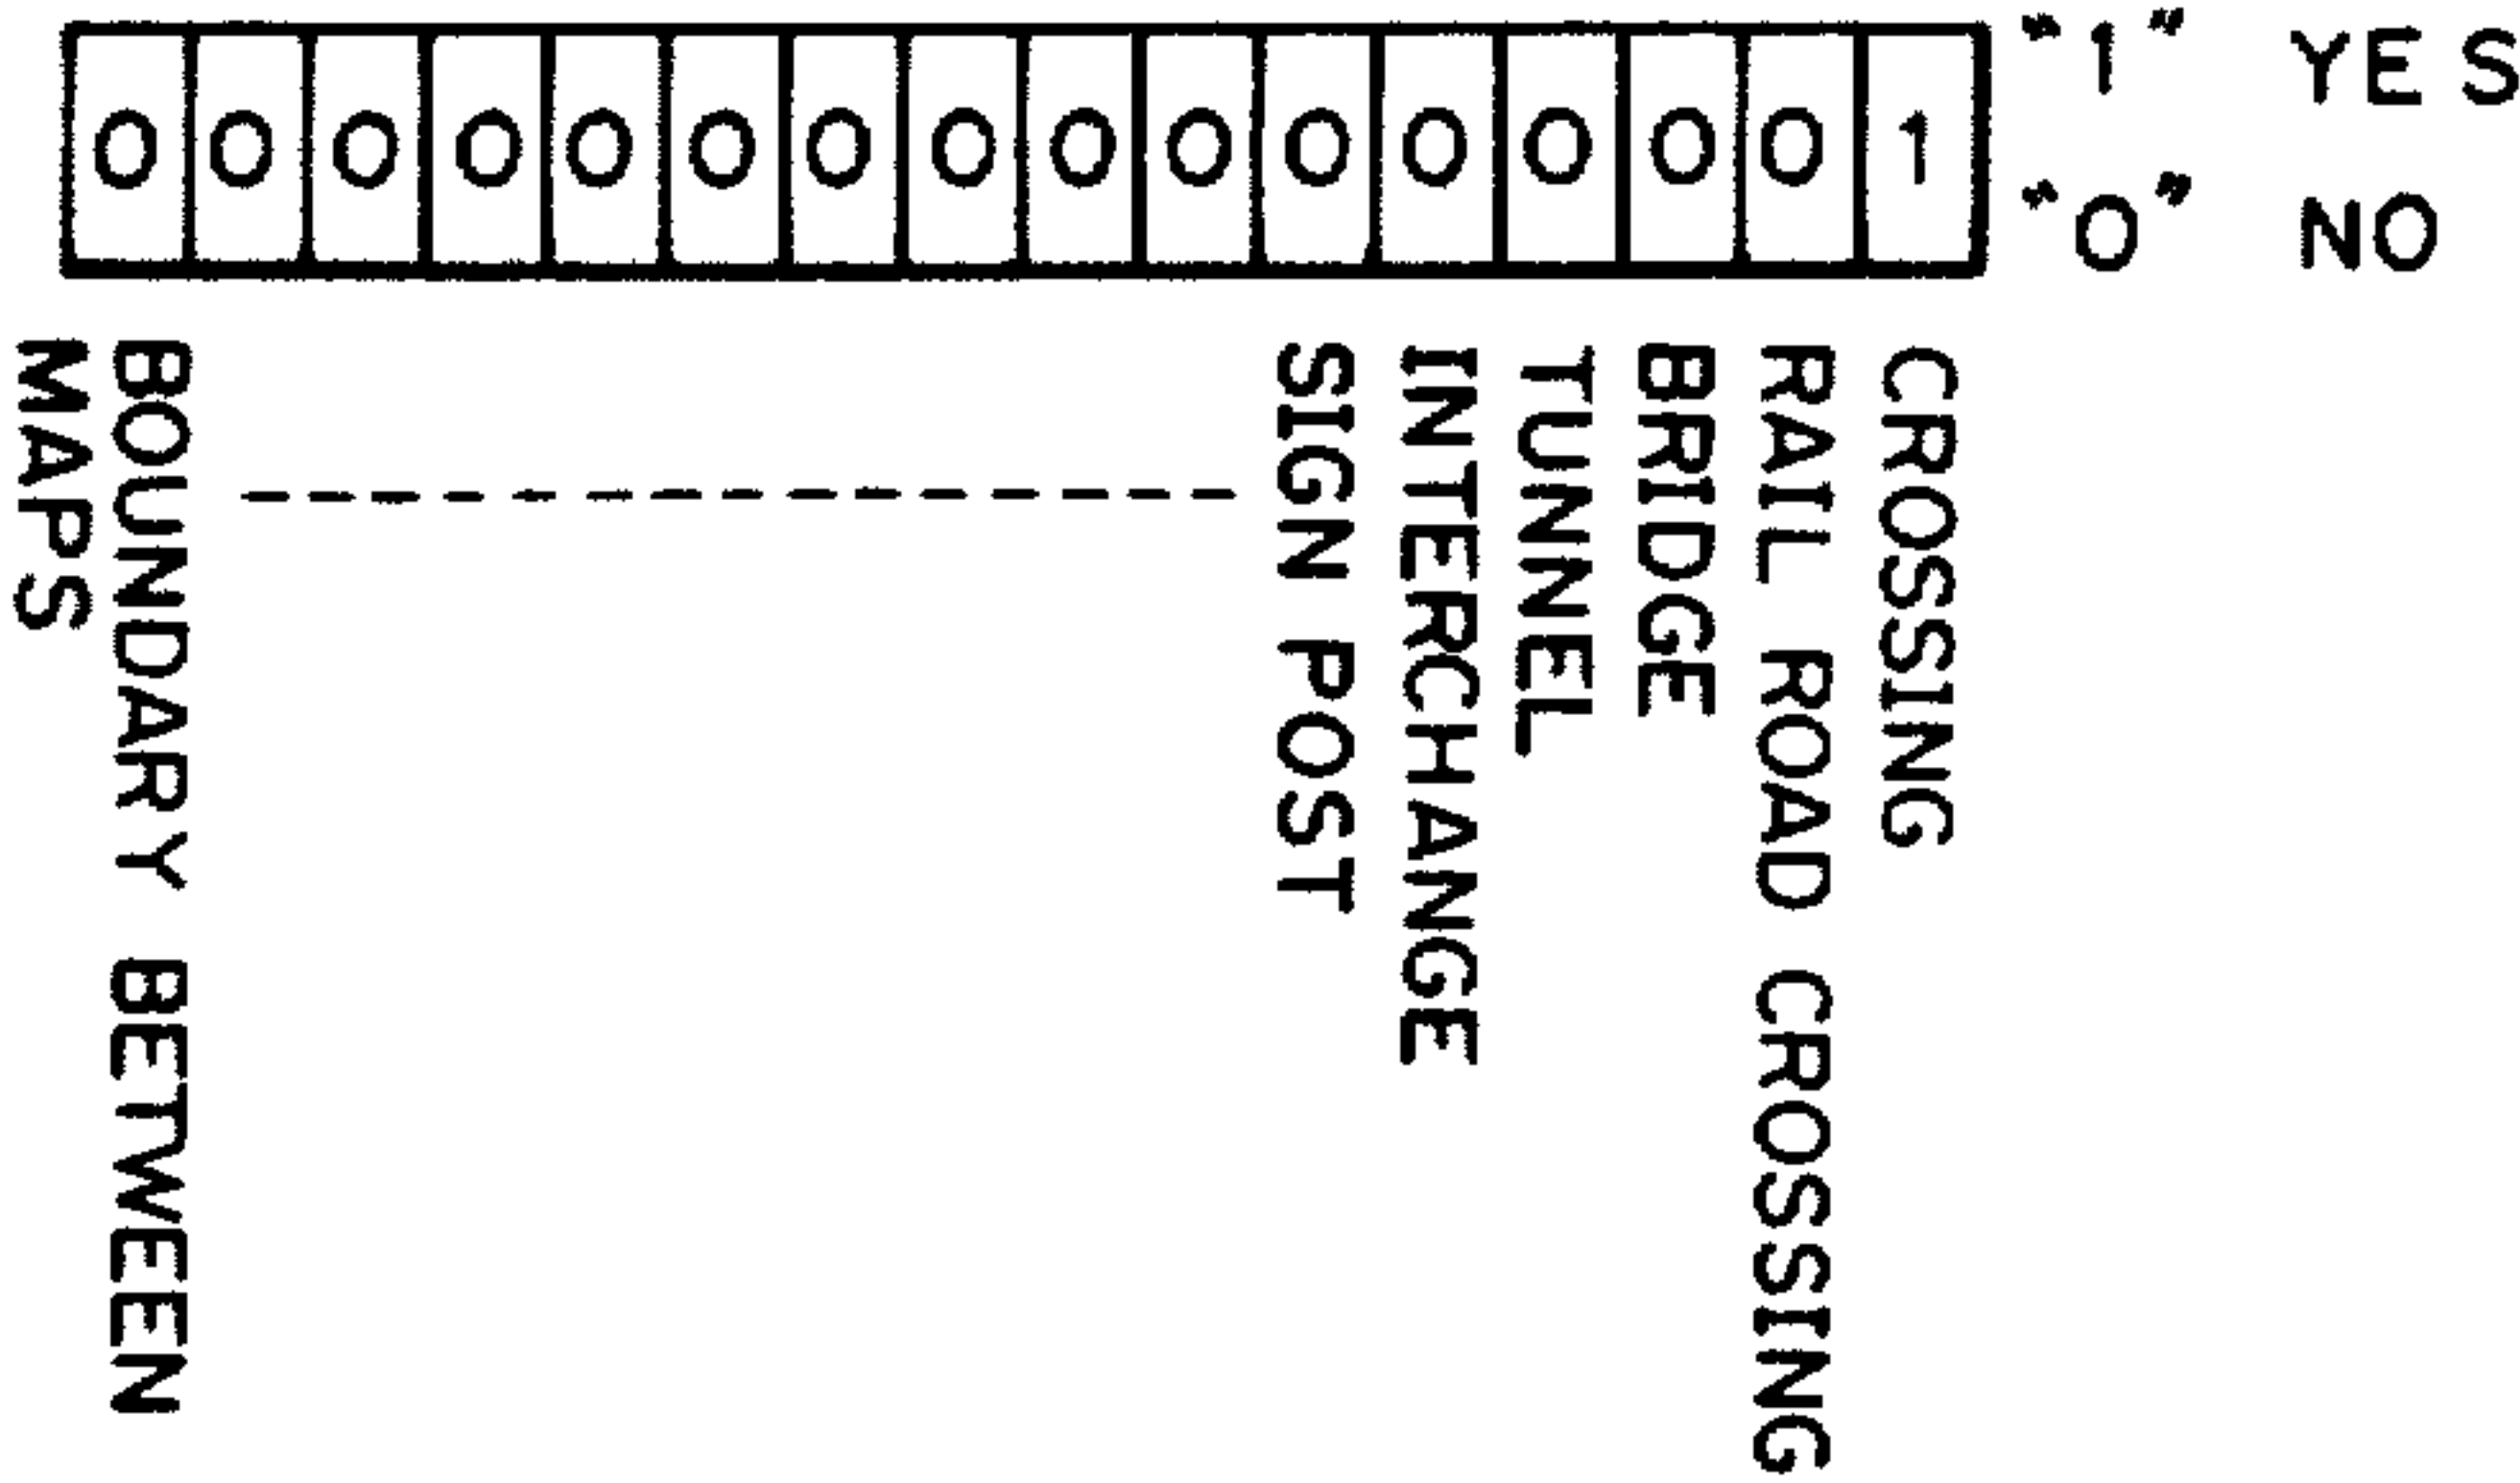 0 0 0 0 0 0 0 0 0 0 0 0 0 0 0 1
"1" YES
"0" NO
BOUNDARY BETWEEN
MAPS
SIGN POST
INTERCHANGE
TUNNEL
BRIDGE
RAIL ROAD CROSSING
CROSSING